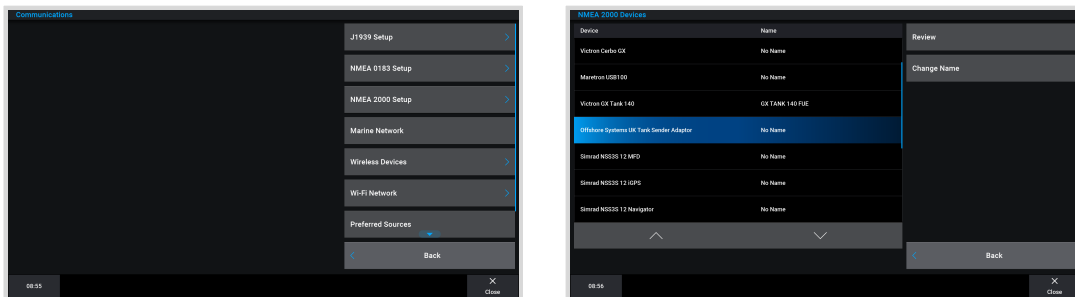 Communications
J1939 Setup
NMEA 0183 Setup
NMEA 2000 Setup
Marine Network
Wireless Devices
Wi-Fi Network
Preferred Sources
Back
08:55
Close
NMEA 2000 Devices
Device Name
Victron Cerbo GX No Name
Maretron USB100 No Name
Victron GX Tank 140 GX TANK 140 FUE
Offshore Systems UK Tank Sender Adaptor No Name
Simrad NSS3S 12 MFD No Name
Simrad NSS3S 12 iGPS No Name
Simrad NSS3S 12 Navigator No Name
Review
Change Name
Back
08:56
Close